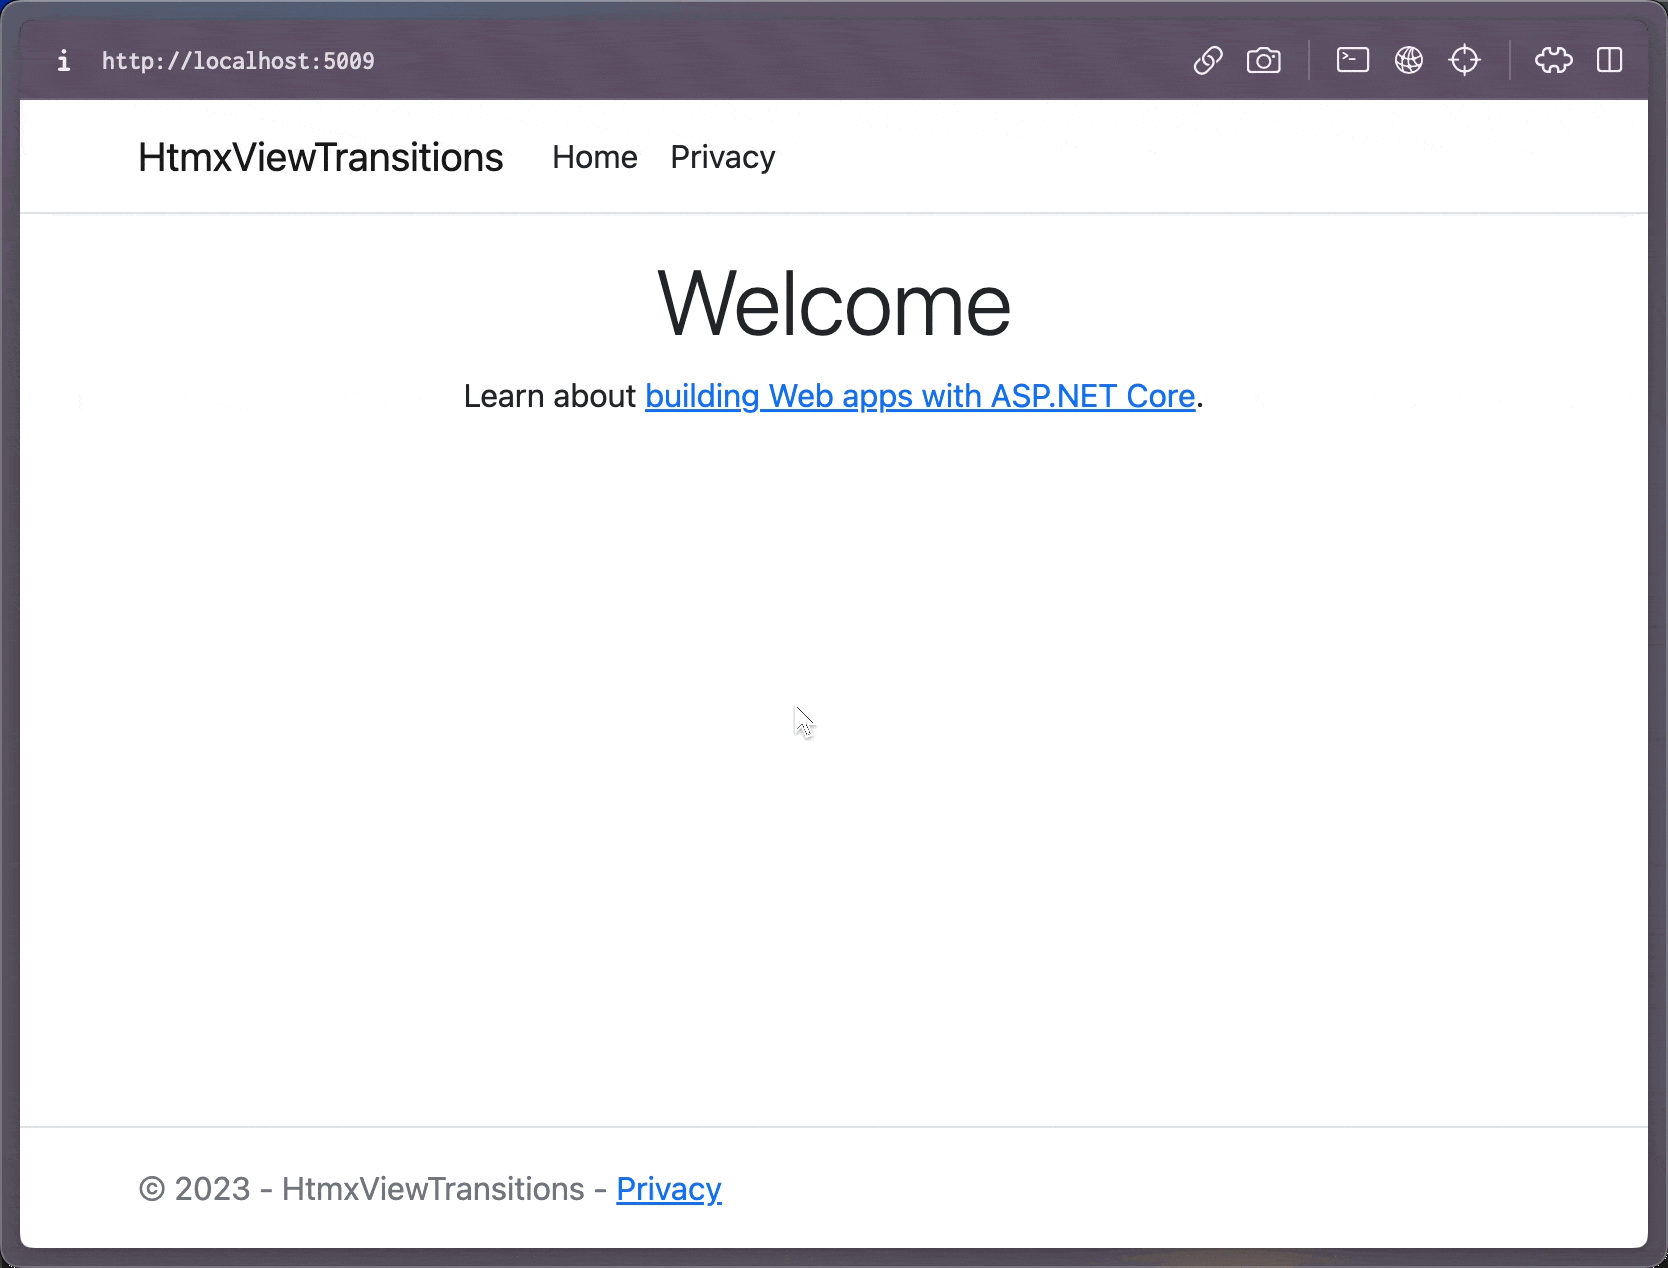 i http://localhost:5009
HtmxViewTransitions Home Privacy
Welcome
Learn about building Web apps with ASP.NET Core.
© 2023 - HtmxViewTransitions - Privacy